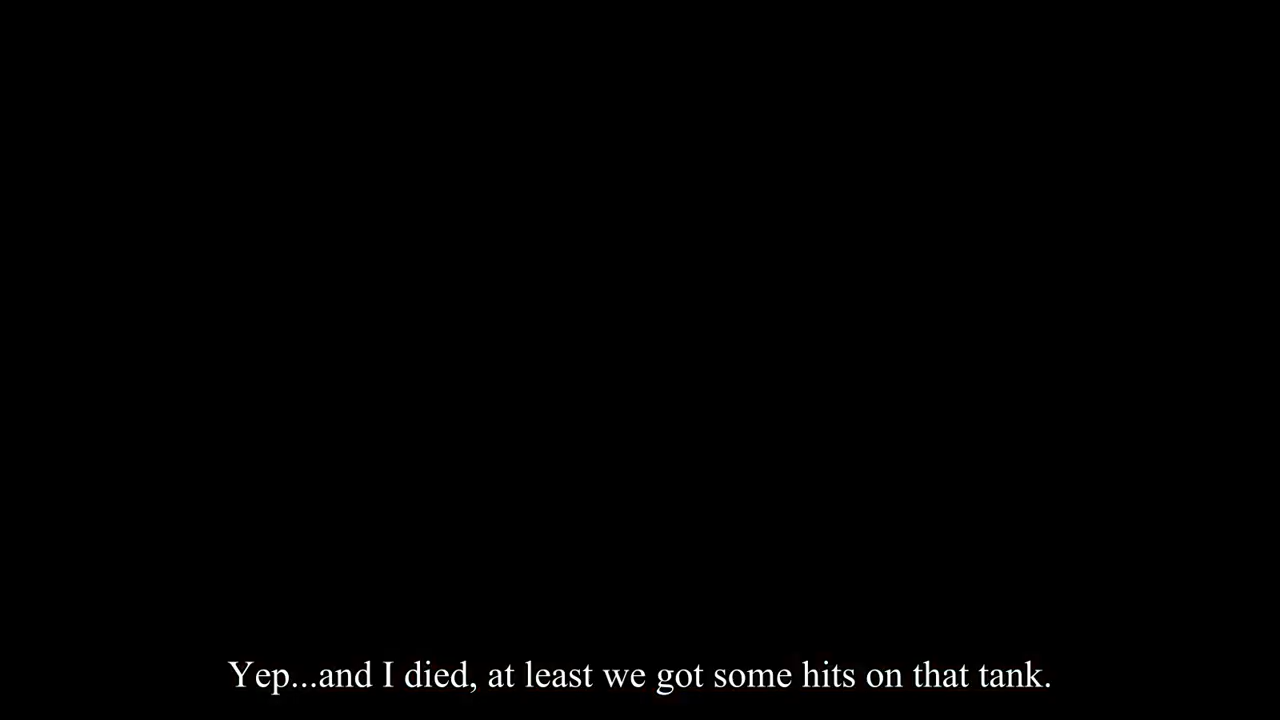 Yep...and I died, at least we got some hits on that tank.